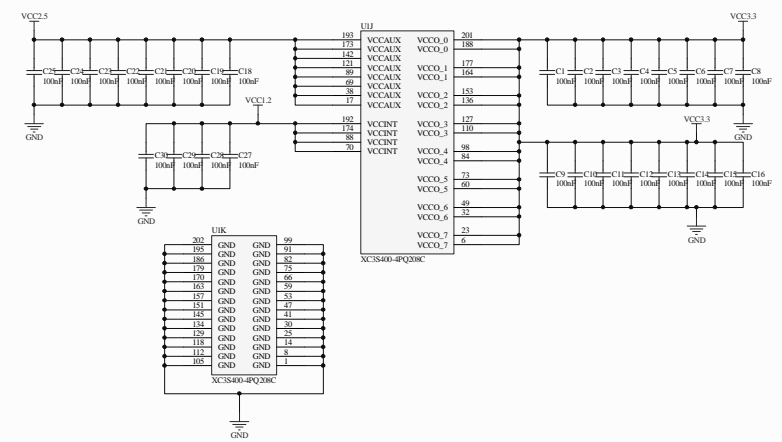 VCC2.5
C25 C24 C23 C22 C21 C20 C19 C18
100nF 100nF 100nF 100nF 100nF 100nF 100nF 100nF
GND
VCC1.2
C30 C29 C28 C27
100nF 100nF 100nF 100nF
GND
U1J
193 VCCAUX VCCO_0 201
173 VCCAUX VCCO_0 188
142 VCCAUX
121 VCCAUX VCCO_1 177
89 VCCAUX VCCO_1 164
69 VCCAUX
38 VCCAUX VCCO_2 153
17 VCCAUX VCCO_2 136
192 VCCINT VCCO_3 127
174 VCCINT VCCO_3 110
88 VCCINT
70 VCCINT VCCO_4 98
VCCO_4 84
VCCO_5 73
VCCO_5 60
VCCO_6 49
VCCO_6 32
VCCO_7 23
VCCO_7 6
XC3S400-4PQ208C
VCC3.3
C1 C2 C3 C4 C5 C6 C7 C8
100nF 100nF 100nF 100nF 100nF 100nF 100nF 100nF
GND
VCC3.3
C9 C10 C11 C12 C13 C14 C15 C16
100nF 100nF 100nF 100nF 100nF 100nF 100nF 100nF
GND
U1K
202 GND GND 99
195 GND GND 91
186 GND GND 82
179 GND GND 75
170 GND GND 66
163 GND GND 59
157 GND GND 53
151 GND GND 47
145 GND GND 41
134 GND GND 30
129 GND GND 25
118 GND GND 14
112 GND GND 8
105 GND GND 1
XC3S400-4PQ208C
GND